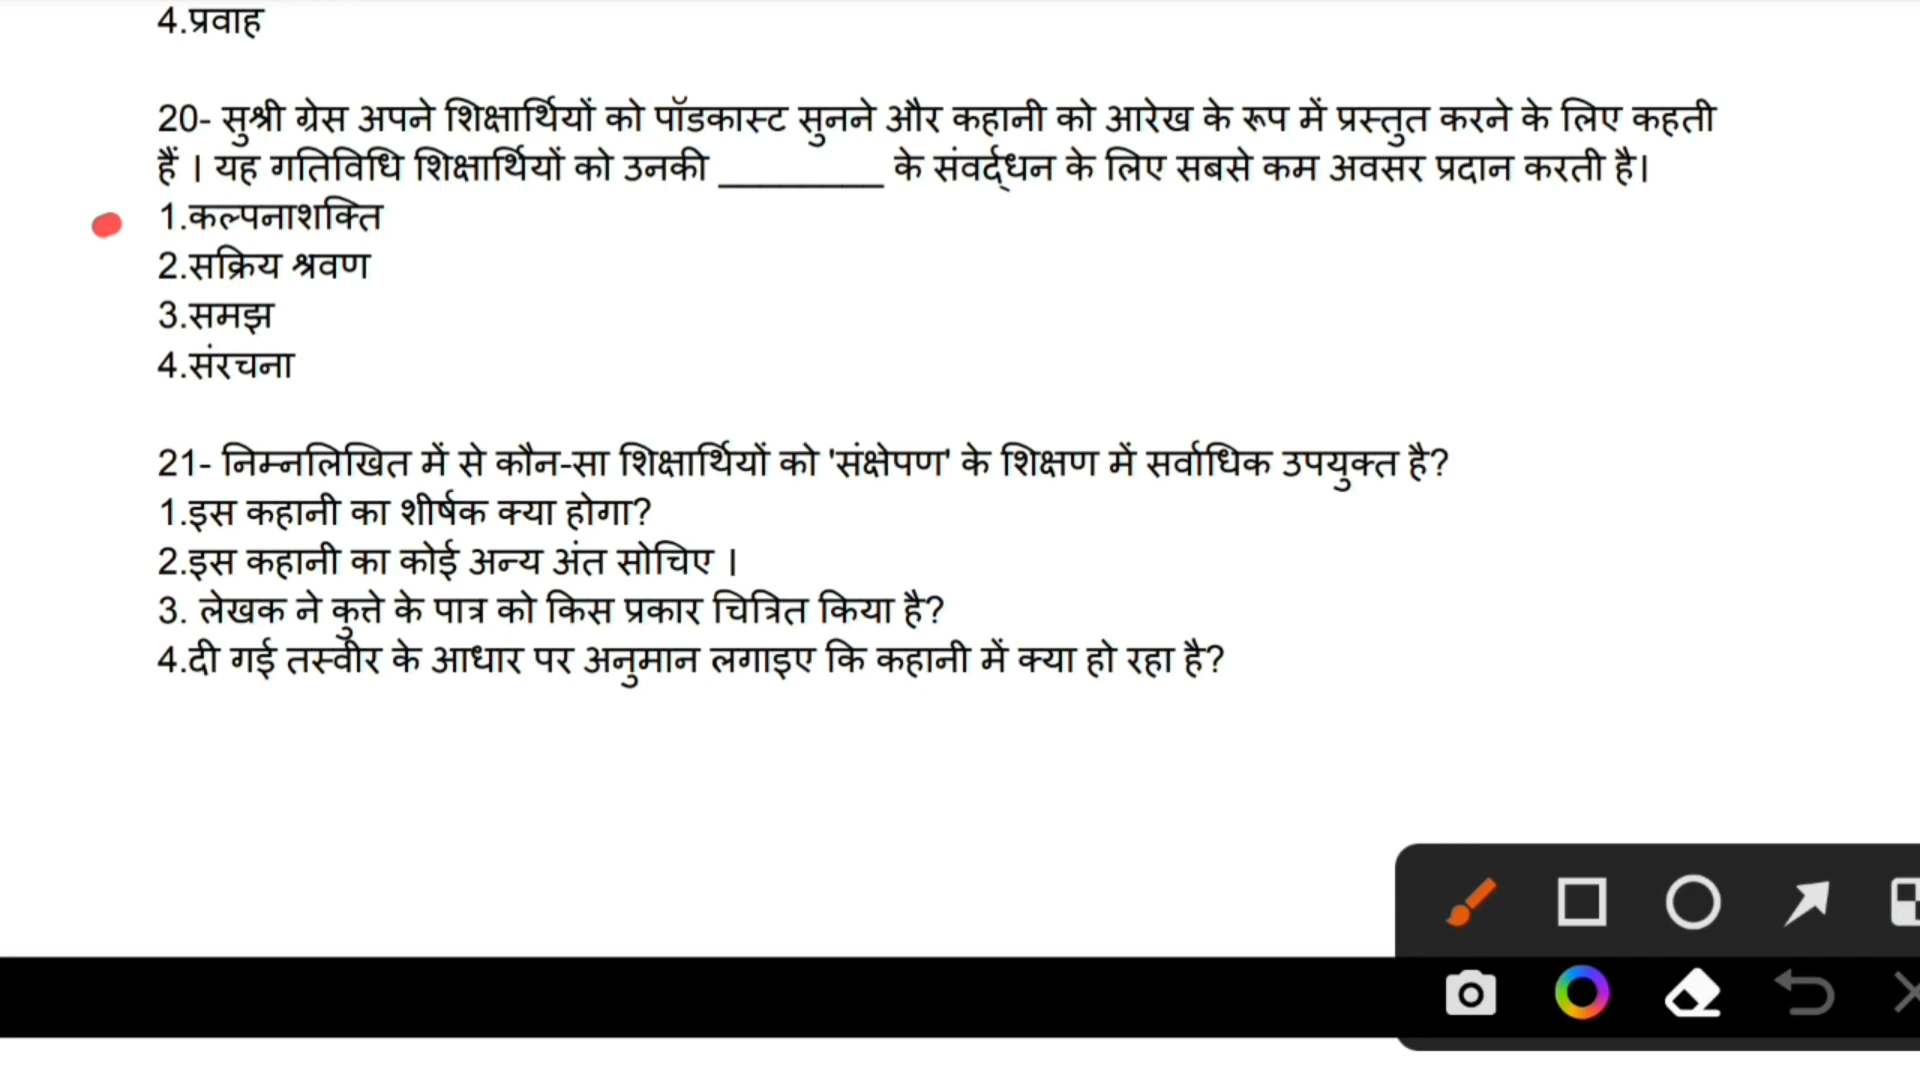 4.प्रवाह
20- सुश्री ग्रेस अपने शिक्षार्थियों को पॉडकास्ट सुनने और कहानी को आरेख के रूप में प्रस्तुत करने के लिए कहती
हैं । यह गतिविधि शिक्षार्थियों को उनकी ________ के संवर्द्धन के लिए सबसे कम अवसर प्रदान करती है।
1.कल्पनाशक्ति
2.सक्रिय श्रवण
3.समझ
4.संरचना
21- निम्नलिखित में से कौन-सा शिक्षार्थियों को 'संक्षेपण' के शिक्षण में सर्वाधिक उपयुक्त है?
1.इस कहानी का शीर्षक क्या होगा?
2.इस कहानी का कोई अन्य अंत सोचिए ।
3. लेखक ने कुत्ते के पात्र को किस प्रकार चित्रित किया है?
4.दी गई तस्वीर के आधार पर अनुमान लगाइए कि कहानी में क्या हो रहा है?